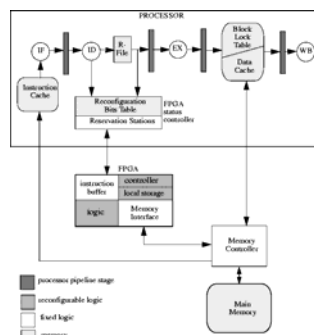 PROCESSOR
IF
ID
R-
File
EX
Block
Lock
Table
Data
Cache
WB
Instruction
Cache
Reconfiguration
Bits Table
Reservation Stations
FPGA
status
controller
FPGA
instruction
buffer
controller
local storage
logic
Memory
Interface
Memory
Controller
Main
Memory
processor pipeline stage
reconfigurable logic
fixed logic